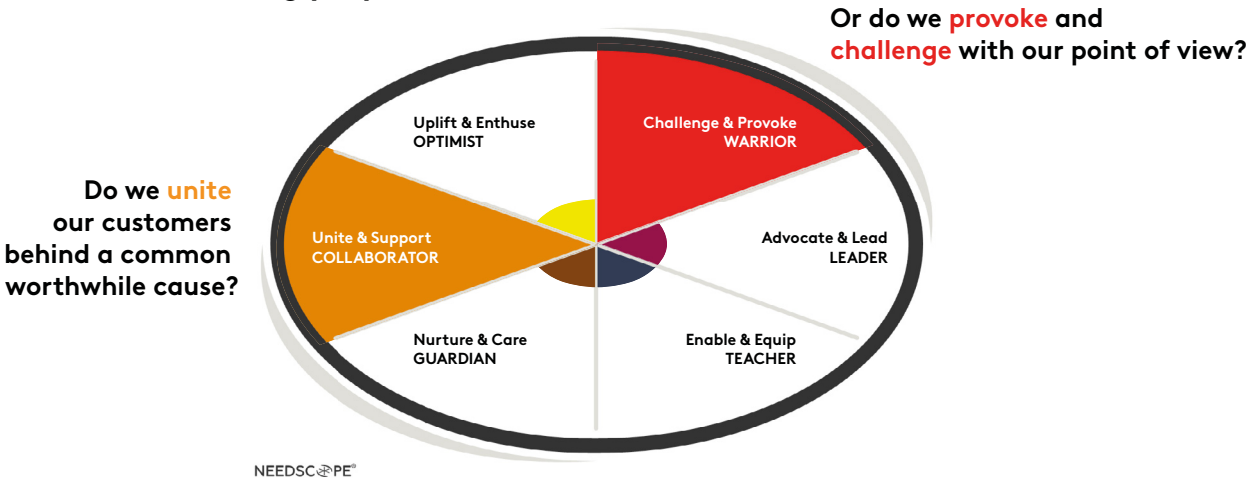 Or do we provoke and
challenge with our point of view?
Uplift & Enthuse
OPTIMIST
Challenge & Provoke
WARRIOR
Do we unite
our customers
behind a common
worthwhile cause?
Unite & Support
COLLABORATOR
Advocate & Lead
LEADER
Nurture & Care
GUARDIAN
Enable & Equip
TEACHER
NEEDSCOPE®